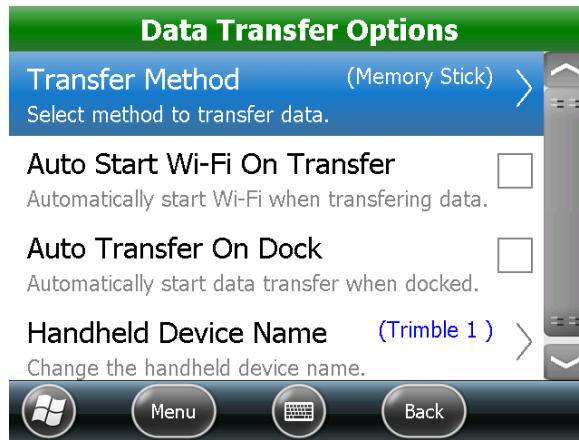 Data Transfer Options
Transfer Method (Memory Stick)
Select method to transfer data.
Auto Start Wi-Fi On Transfer
Automatically start Wi-Fi when transfering data.
Auto Transfer On Dock
Automatically start data transfer when docked.
Handheld Device Name (Trimble 1 )
Change the handheld device name.
Menu Back